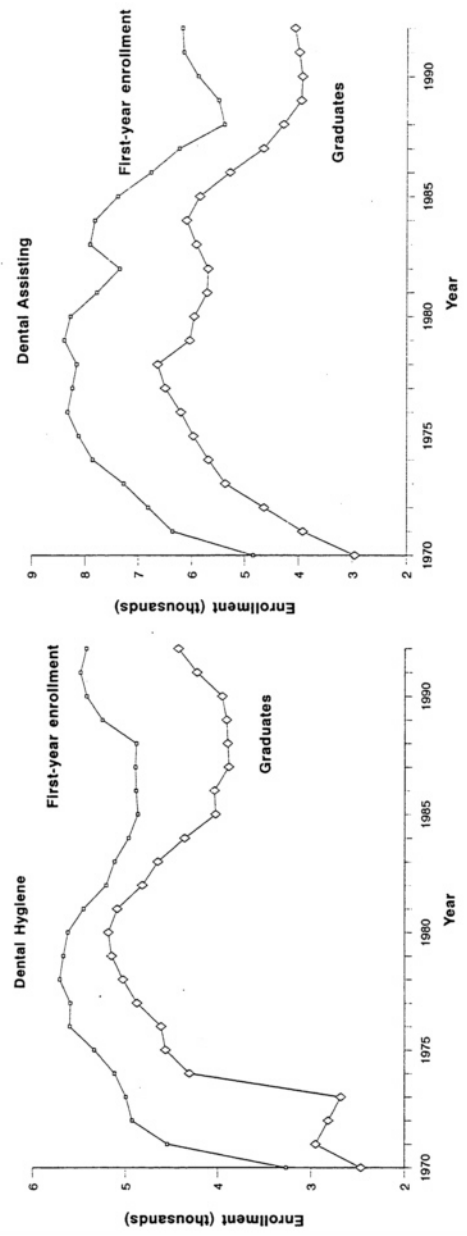 Dental Hygiene
6
5
4
3
2
Enrollment (thousands)
First-year enrollment
Graduates
1970
1975
1980
1985
1990
Year
Dental Assisting
9
8
7
6
5
4
3
2
Enrollment (thousands)
First-year enrollment
Graduates
1970
1975
1980
1985
1990
Year